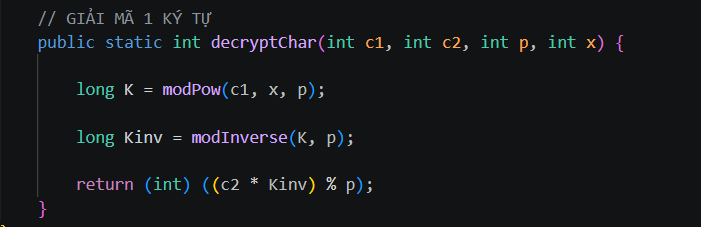 // GIẢI MÃ 1 KÝ TỰ
public static int decryptChar(int c1, int c2, int p, int x) {
long K = modPow(c1, x, p);
long Kinv = modInverse(K, p);
return (int) ((c2 * Kinv) % p);
}